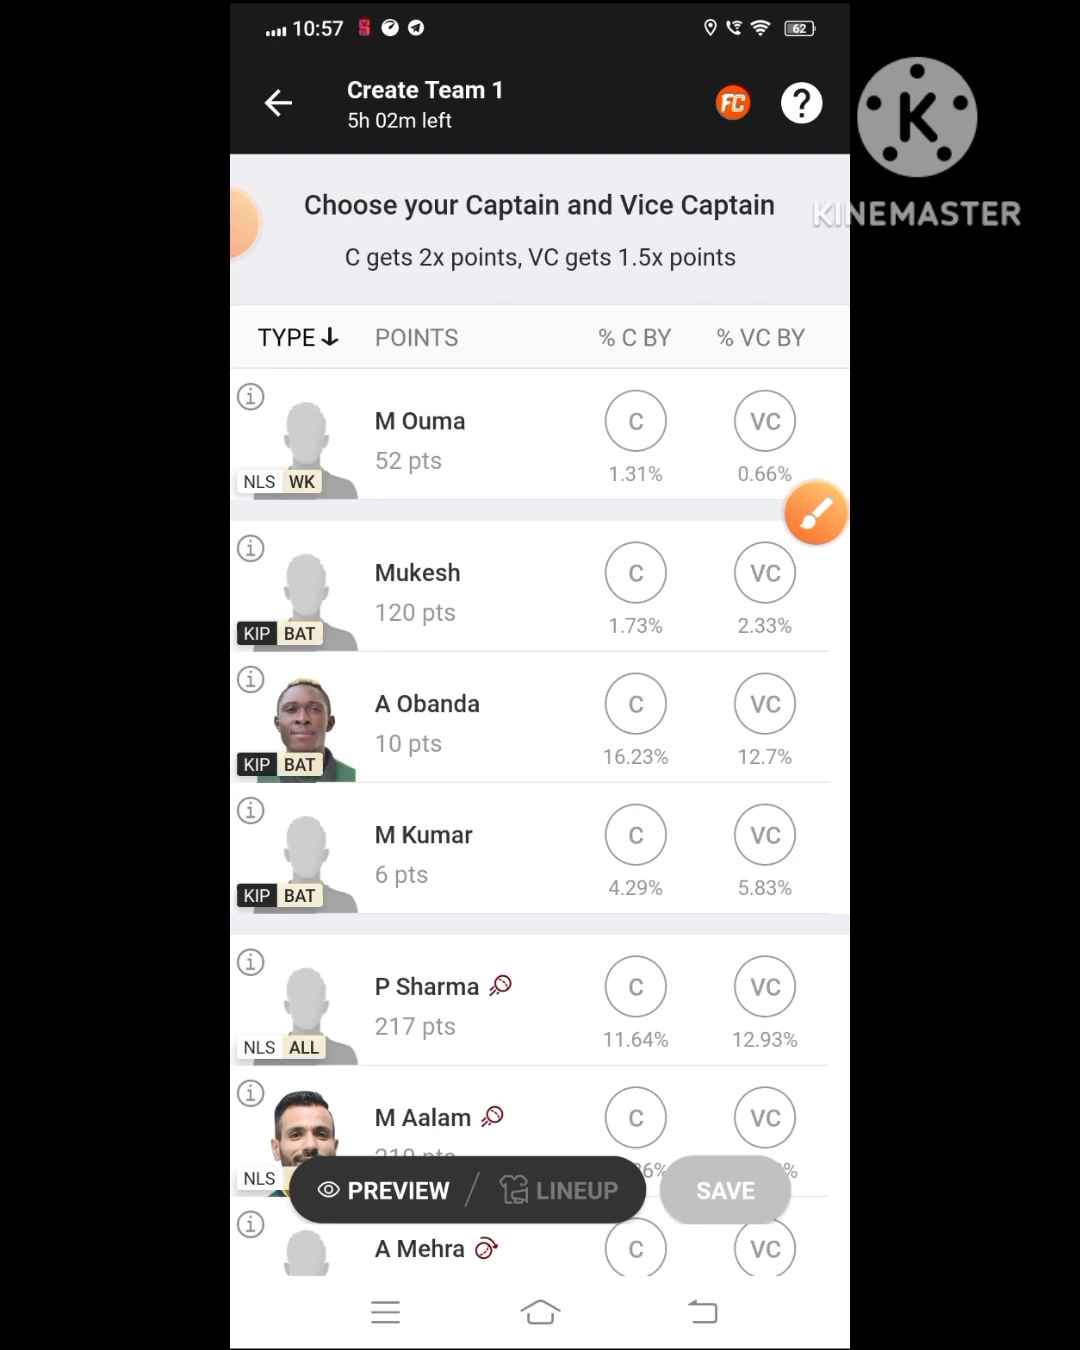 10:57
62
Create Team 1
5h 02m left
FC
?
K
KINEMASTER
Choose your Captain and Vice Captain
C gets 2x points, VC gets 1.5x points
TYPE POINTS % C BY % VC BY
M Ouma C VC
52 pts 1.31% 0.66%
NLS WK
Mukesh C VC
120 pts 1.73% 2.33%
KIP BAT
A Obanda C VC
10 pts 16.23% 12.7%
KIP BAT
M Kumar C VC
6 pts 4.29% 5.83%
KIP BAT
P Sharma C VC
217 pts 11.64% 12.93%
NLS ALL
M Aalam C VC
NLS
PREVIEW / LINEUP SAVE
A Mehra C VC